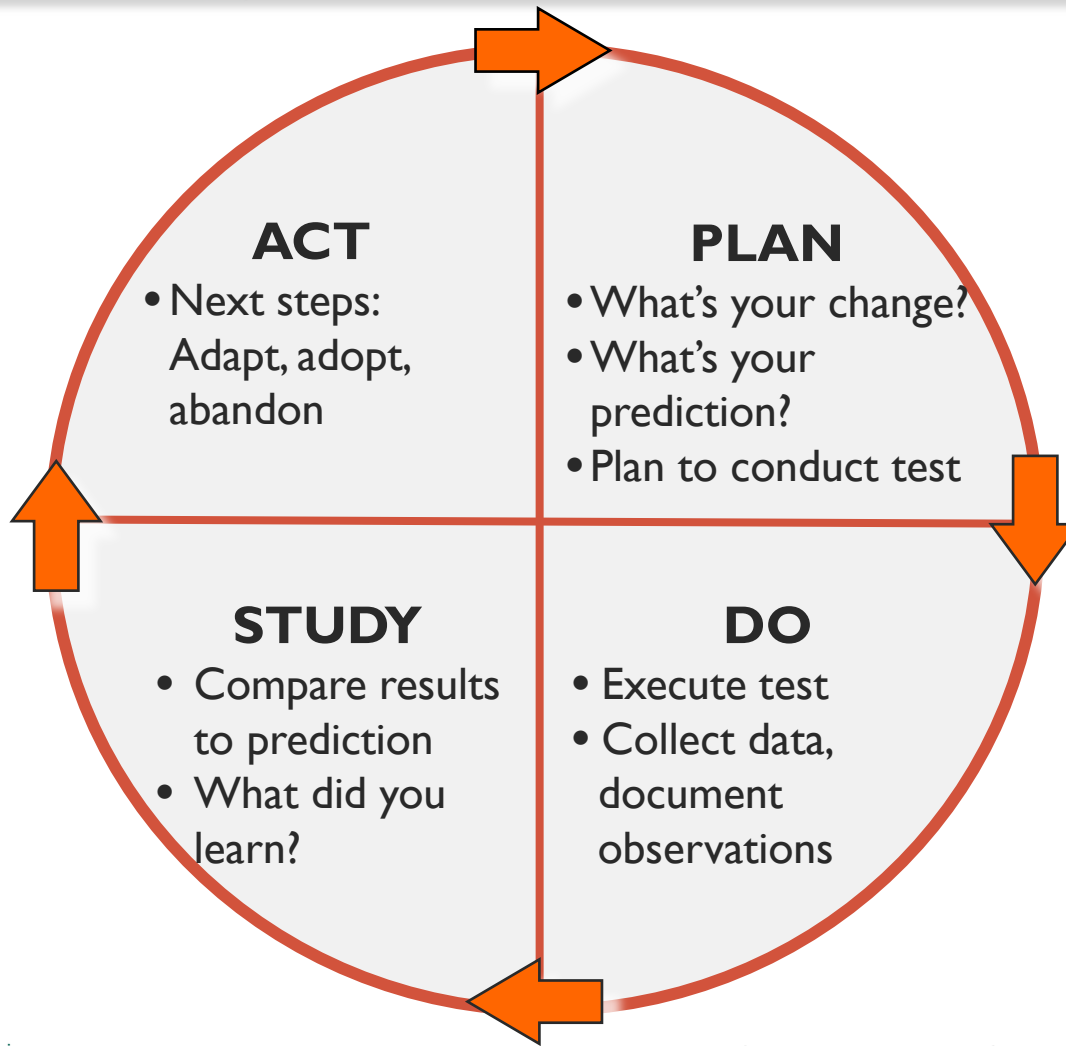 ACT
• Next steps:
Adapt, adopt,
abandon
PLAN
• What’s your change?
• What’s your
prediction?
• Plan to conduct test
STUDY
• Compare results
to prediction
• What did you
learn?
DO
• Execute test
• Collect data,
document
observations